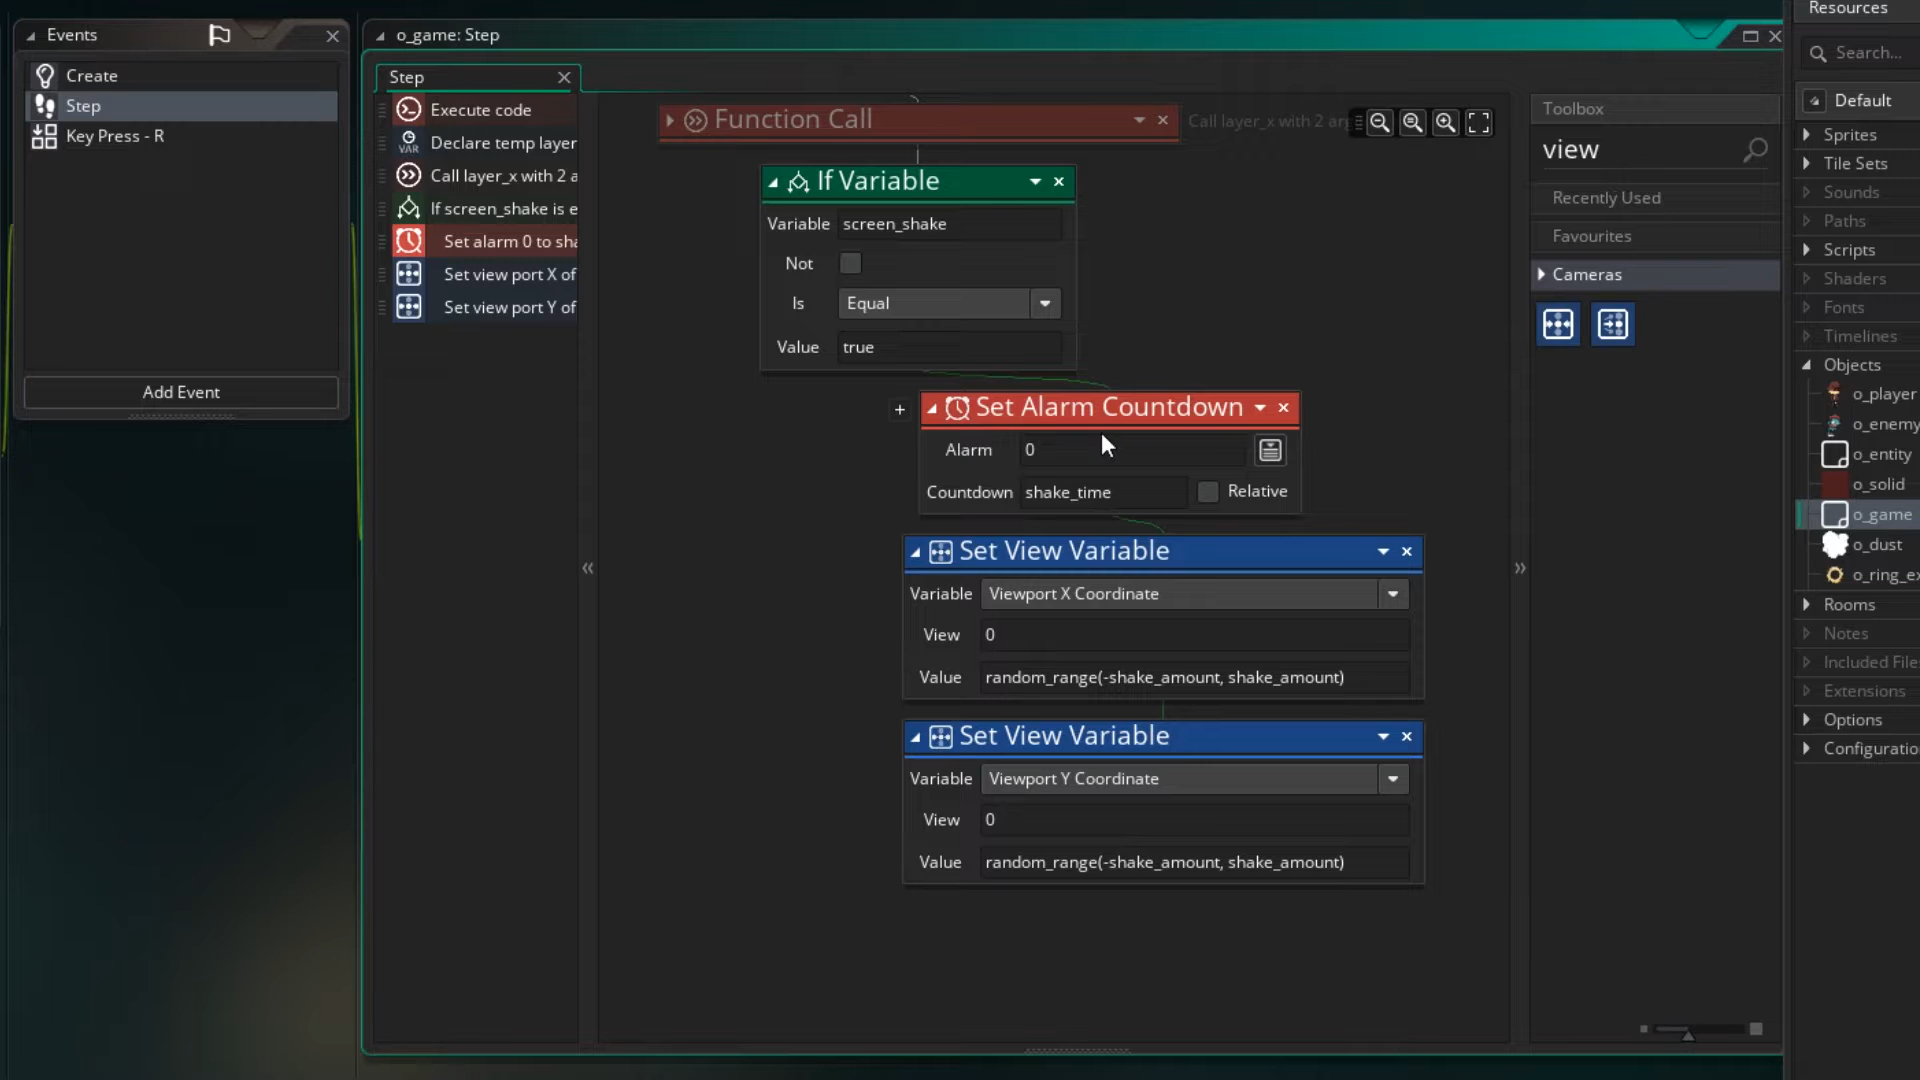 Events
Create
Step
Key Press - R
Add Event
o_game: Step
Step
Execute code
Declare temp layer
VAR
Call layer_x with 2 a
If screen_shake is e
Set alarm 0 to sha
Set view port X of
Set view port Y of
Function Call
Call layer_x with 2 arg
If Variable
Variable screen_shake
Not
Is Equal
Value true
Set Alarm Countdown
Alarm 0
Countdown shake_time Relative
Set View Variable
Variable Viewport X Coordinate
View 0
Value random_range(-shake_amount, shake_amount)
Set View Variable
Variable Viewport Y Coordinate
View 0
Value random_range(-shake_amount, shake_amount)
Toolbox
view
Recently Used
Favourites
Cameras
Resources
Search...
Default
Sprites
Tile Sets
Sounds
Paths
Scripts
Shaders
Fonts
Timelines
Objects
o_player
o_enemy
o_entity
o_solid
o_game
o_dust
o_ring_ex
Rooms
Notes
Included File
Extensions
Options
Configuratio